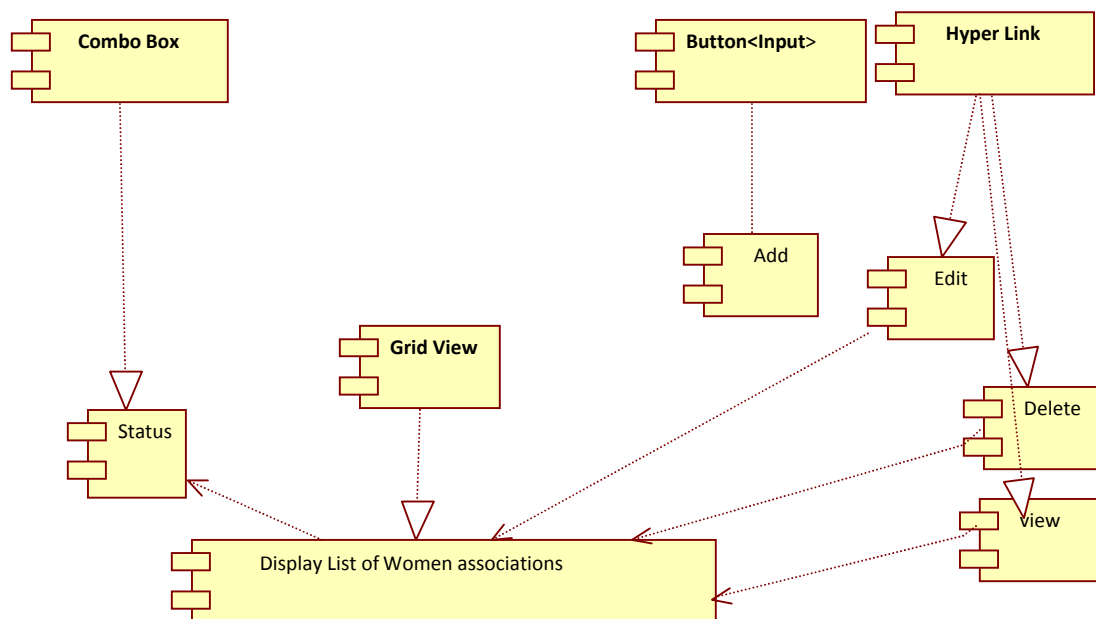 Combo Box
Button<Input>
Hyper Link
Add
Edit
Grid View
Delete
Status
view
Display List of Women associations